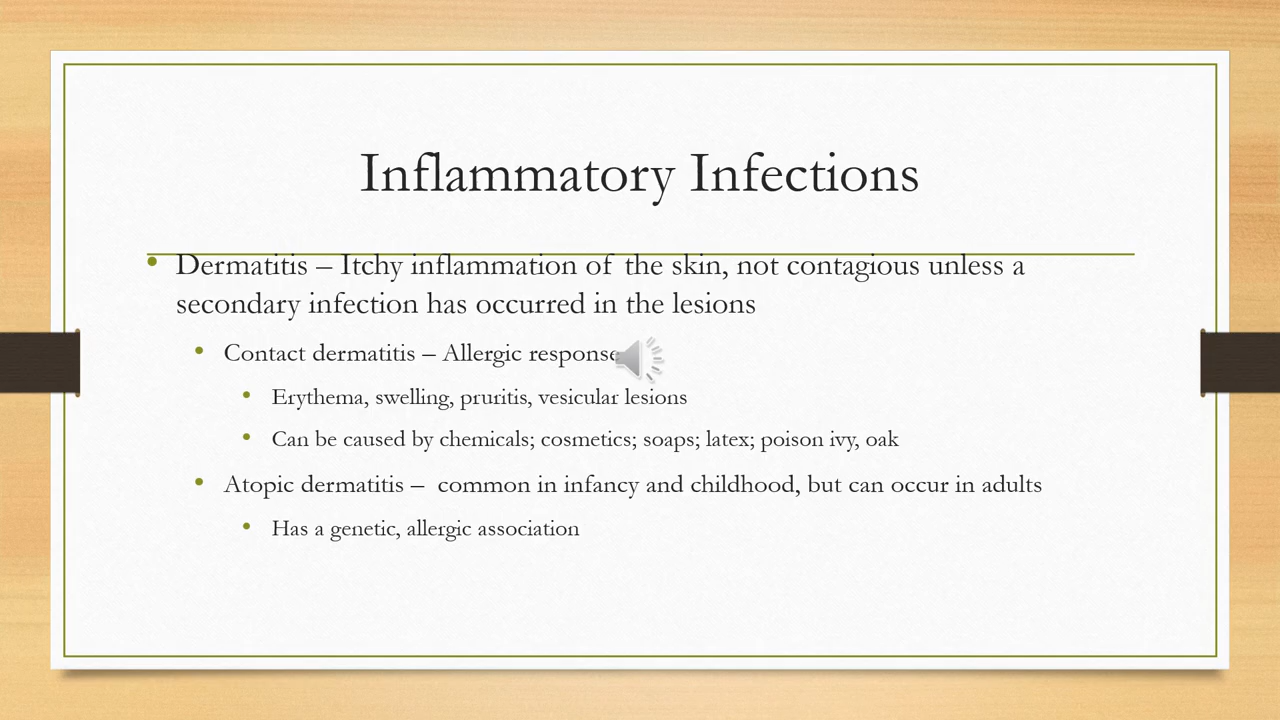 Inflammatory Infections
• Dermatitis – Itchy inflammation of the skin, not contagious unless a
secondary infection has occurred in the lesions
• Contact dermatitis – Allergic response
• Erythema, swelling, pruritis, vesicular lesions
• Can be caused by chemicals; cosmetics; soaps; latex; poison ivy, oak
• Atopic dermatitis – common in infancy and childhood, but can occur in adults
• Has a genetic, allergic association